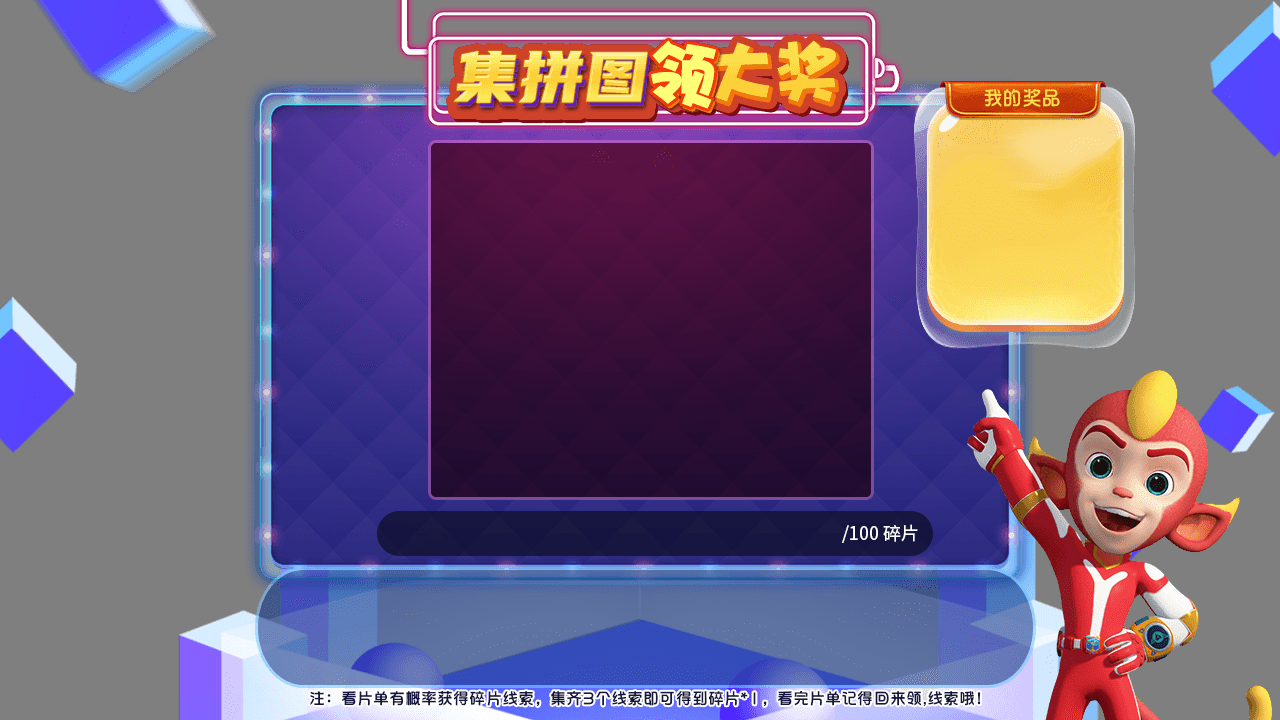 集拼图领大奖
我的奖品
/100 碎片
注：看片单有概率获得碎片线索，集齐3个线索即可得到碎片*1，看完片单记得回来领,线索哦！